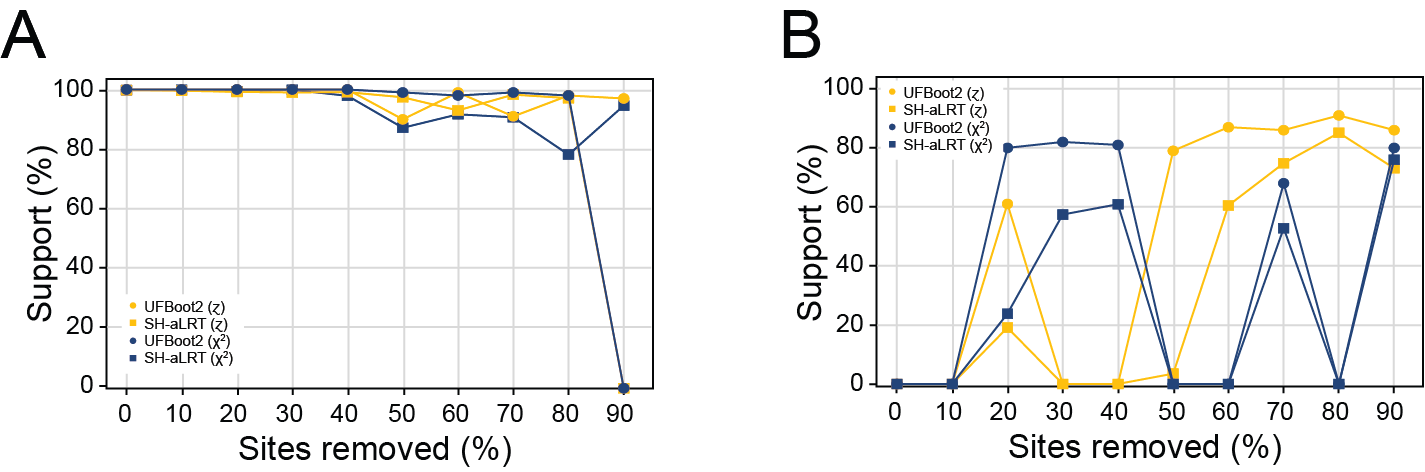 A
Support (%)
100
80
60
40
20
0
UFBoot2 (ζ)
SH-aLRT (ζ)
UFBoot2 (χ²)
SH-aLRT (χ²)
0 10 20 30 40 50 60 70 80 90
Sites removed (%)
B
Support (%)
100
80
60
40
20
0
UFBoot2 (ζ)
SH-aLRT (ζ)
UFBoot2 (χ²)
SH-aLRT (χ²)
0 10 20 30 40 50 60 70 80 90
Sites removed (%)